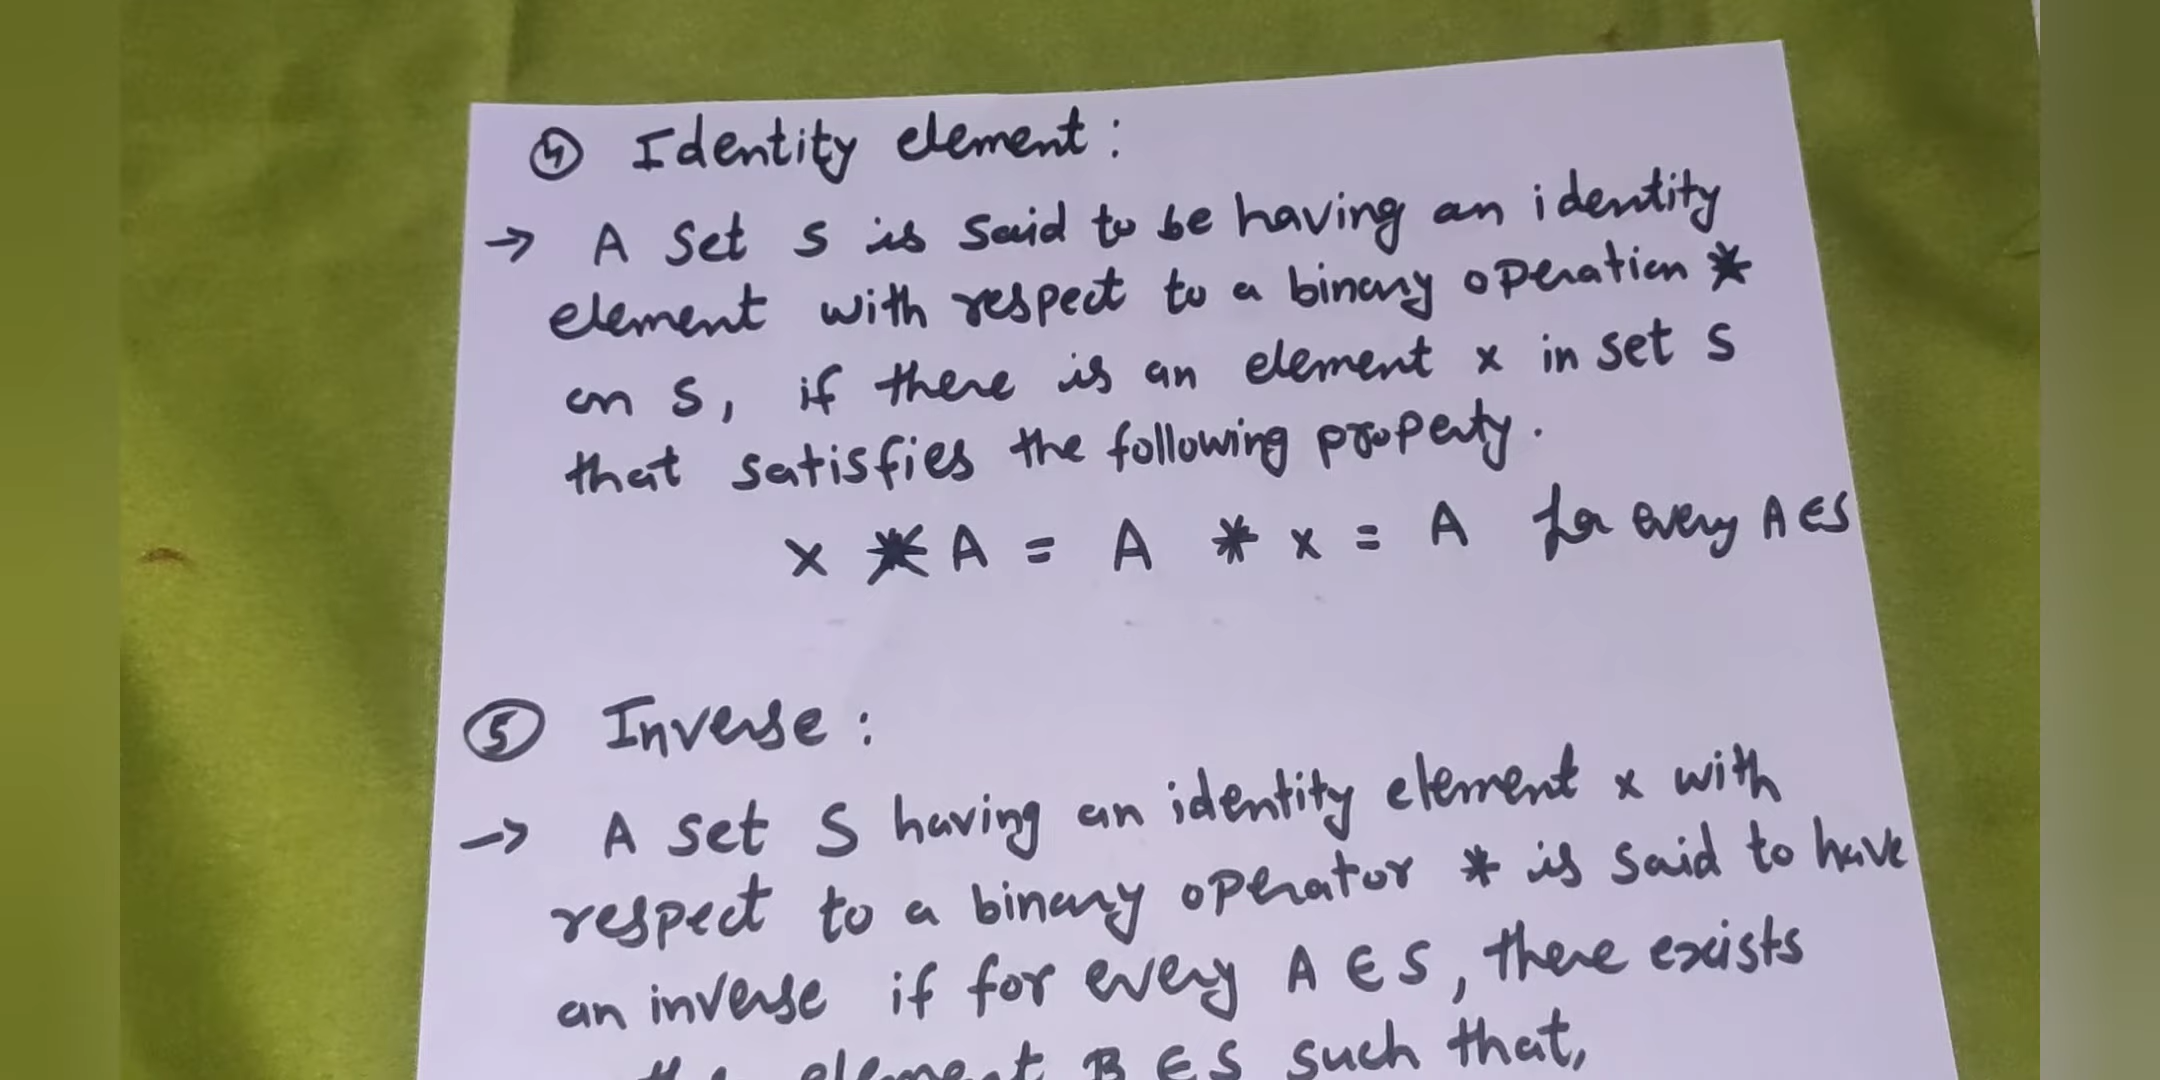 ④ Identity element:
→ A Set S is said to be having an identity
element with respect to a binary operation *
on S, if there is an element x in set S
that satisfies the following property.
x * A = A * x = A for every A ∈ S
⑤ Inverse:
→ A set S having an identity element x with
respect to a binary operator * is said to have
an inverse if for every A ∈ S, there exists
element B ∈ S such that,